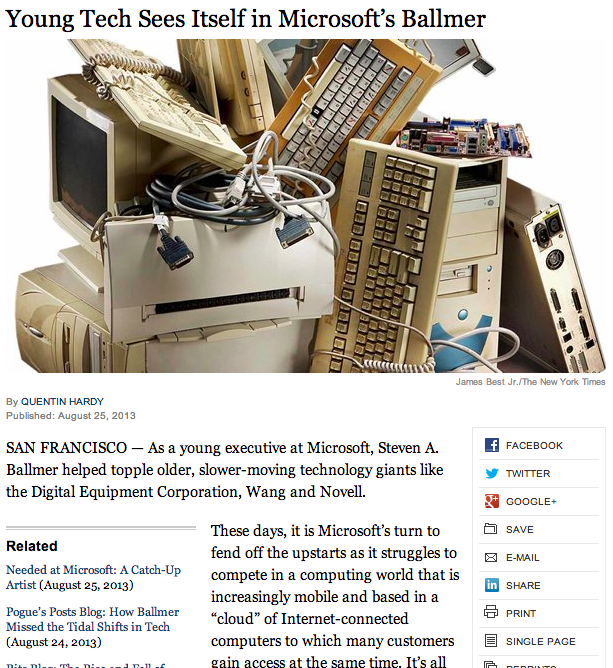 Young Tech Sees Itself in Microsoft's Ballmer
James Best Jr./The New York Times
By QUENTIN HARDY
Published: August 25, 2013
SAN FRANCISCO — As a young executive at Microsoft, Steven A.
Ballmer helped topple older, slower-moving technology giants like
the Digital Equipment Corporation, Wang and Novell.
Related
Needed at Microsoft: A Catch-Up
Artist (August 25, 2013)
Pogue's Posts Blog: How Ballmer
Missed the Tidal Shifts in Tech
(August 24, 2013)
These days, it is Microsoft's turn to
fend off the upstarts as it struggles to
compete in a computing world that is
increasingly mobile and based in a
“cloud” of Internet-connected
computers to which many customers
gain access at the same time. It's all
FACEBOOK
TWITTER
GOOGLE+
SAVE
E-MAIL
SHARE
PRINT
SINGLE PAGE
REPRINTS